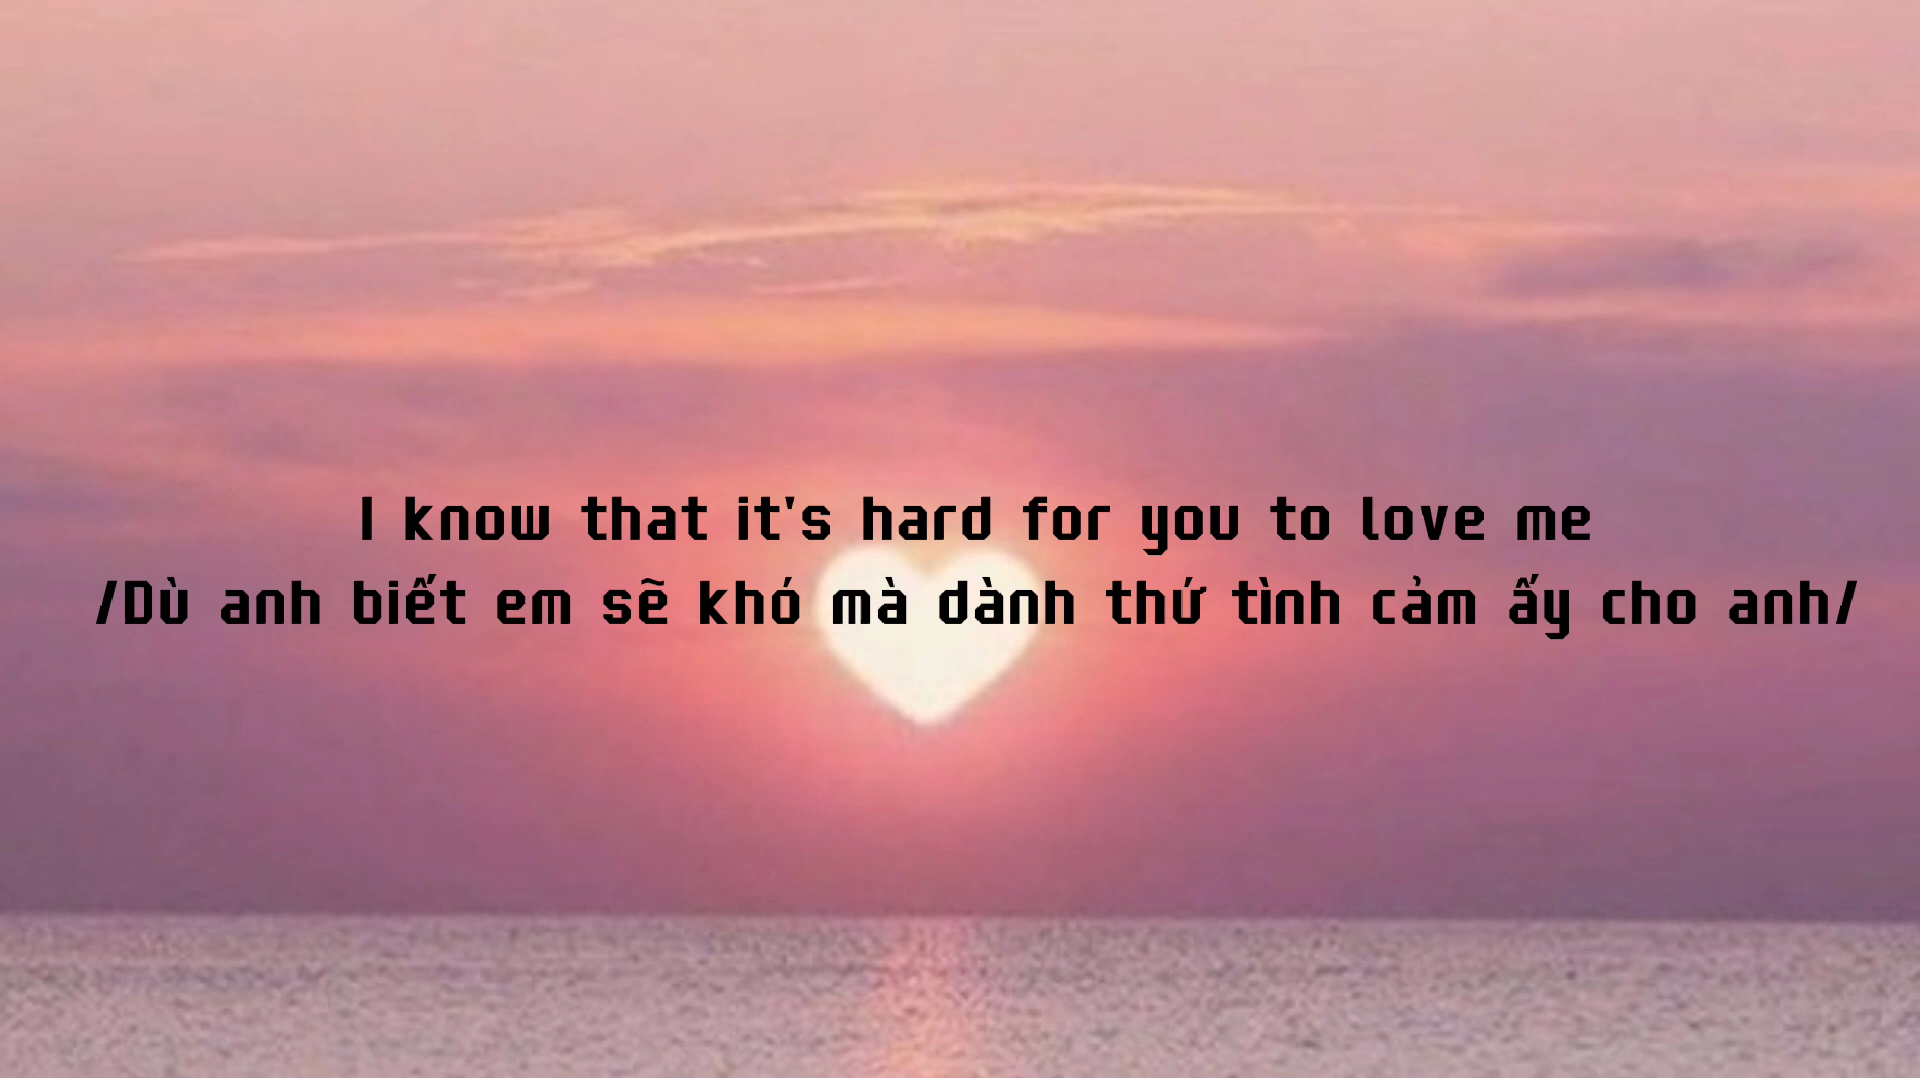 I know that it's hard for you to love me
/Dù anh biết em sẽ khó mà dành thứ tình cảm ấy cho anh/